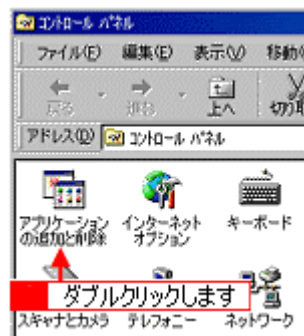 コントロール パネル
ファイル(F) 編集(E) 表示(V) 移動
戻る 進む 上へ 切り取
アドレス(D) コントロール パネル
アプリケーション
の追加と削除
インターネット
オプション
キーボード
ダブルクリックします
スキャナとカメラ テレフォニー ネットワーク